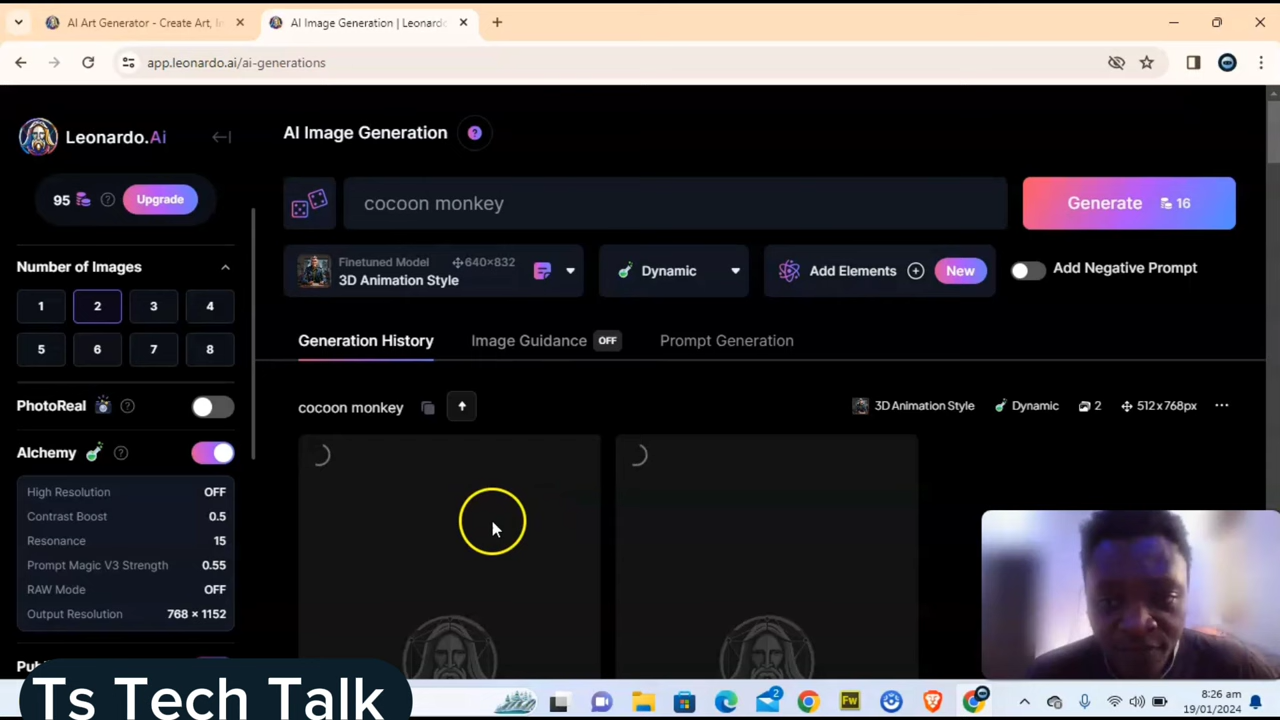 AI Art Generator - Create Art, In
AI Image Generation | Leonardo
app.leonardo.ai/ai-generations
Leonardo.Ai
AI Image Generation ?
95 ? Upgrade
cocoon monkey
Generate 16
Finetuned Model 640×832
3D Animation Style
Dynamic
Add Elements
New
Add Negative Prompt
Number of Images
1 2 3 4
5 6 7 8
Generation History
Image Guidance OFF
Prompt Generation
PhotoReal ?
cocoon monkey
3D Animation Style
Dynamic
2
512x768px
Alchemy ?
High Resolution OFF
Contrast Boost 0.5
Resonance 15
Prompt Magic V3 Strength 0.55
RAW Mode OFF
Output Resolution 768 × 1152
Ts Tech Talk
2
Fw
8:26 am
19/01/2024